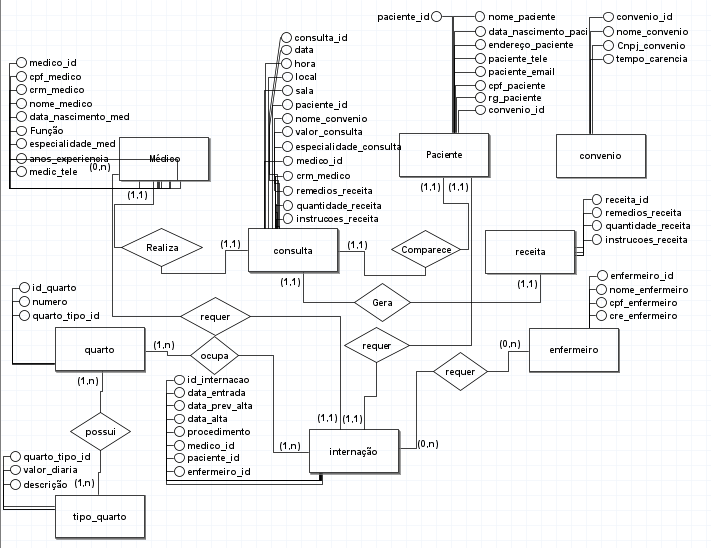 paciente_id
nome_paciente
data_nascimento_paci
endereço_paciente
paciente_tele
paciente_email
cpf_paciente
rg_paciente
convenio_id
convenio_id
nome_convenio
Cnpj_convenio
tempo_carencia
consulta_id
data
hora
local
sala
paciente_id
nome_convenio
valor_consulta
especialidade_consulta
medico_id
crm_medico
remedios_receita
quantidade_receita
instrucoes_receita
medico_id
cpf_medico
crm_medico
nome_medico
data_nascimento_med
Função
especialidade_med
anos_experiencia
medic_tele
Médico
(0,n)
(1,1)
Paciente
(1,1)
(1,1)
convenio
receita_id
remedios_receita
quantidade_receita
instrucoes_receita
Realiza
(1,1)
consulta
(1,1)
Comparece
receita
(1,1)
(1,1)
Gera
enfermeiro_id
nome_enfermeiro
cpf_enfermeiro
cre_enfermeiro
id_quarto
numero
quarto_tipo_id
requer
quarto
(1,n)
ocupa
requer
(0,n)
enfermeiro
requer
(1,n)
id_internacao
data_entrada
data_prev_alta
data_alta
procedimento
medico_id
paciente_id
enfermeiro_id
(1,1)
(1,1)
possui
(1,n)
internação
(0,n)
quarto_tipo_id
valor_diaria
descrição
(1,n)
tipo_quarto